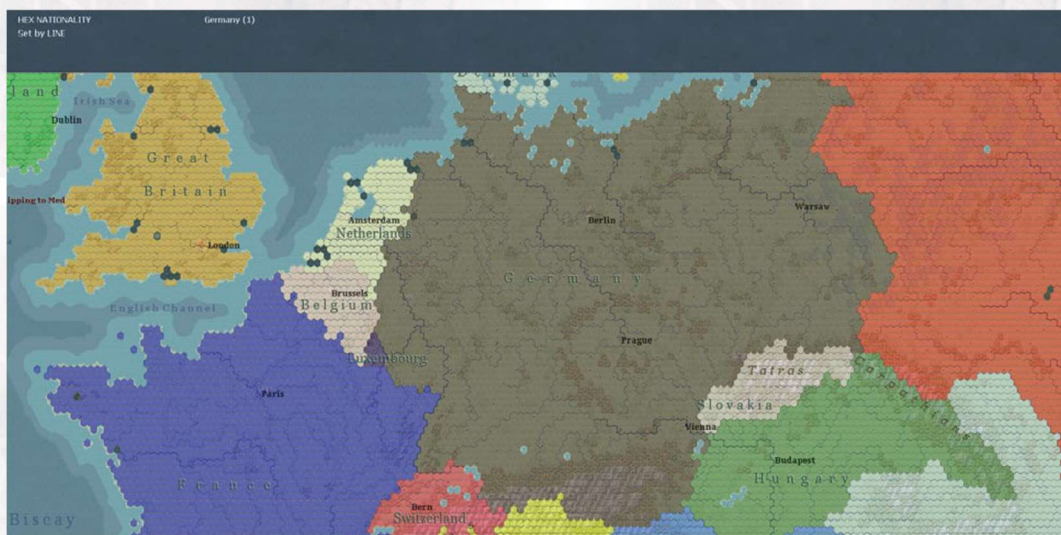 HEX NATIONALITY Germany (1)
Set by LINE
Denmark
land
Irish Sea
Dublin
Great
Britain
ipping to Med
Warsaw
Amsterdam
Berlin
Netherlands
London
Germany
Brussels
Belgium
English Channel
Prague
Luxembourg
Tatras
Carpathians
Paris
Slovakia
Vienna
Budapest
France
Hungary
Bern
Switzerland
Biscay